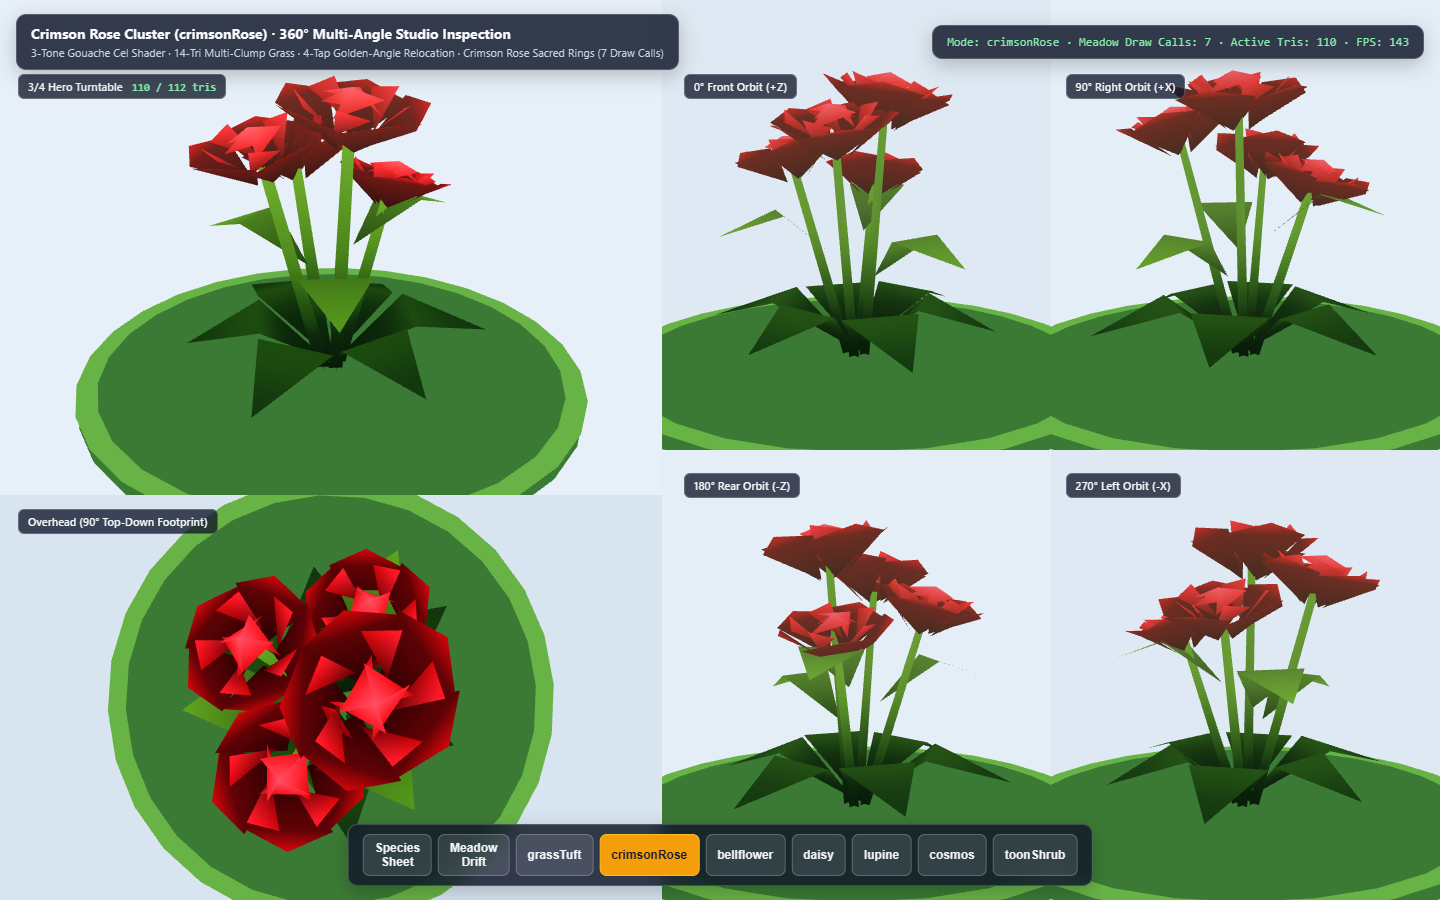 Crimson Rose Cluster (crimsonRose) · 360° Multi-Angle Studio Inspection
3-Tone Gouache Cel Shader · 14-Tri Multi-Clump Grass · 4-Tap Golden-Angle Relocation · Crimson Rose Sacred Rings (7 Draw Calls)
Mode: crimsonRose · Meadow Draw Calls: 7 · Active Tris: 110 · FPS: 143
3/4 Hero Turntable 110 / 112 tris
0° Front Orbit (+Z)
90° Right Orbit (+X)
180° Rear Orbit (-Z)
270° Left Orbit (-X)
Overhead (90° Top-Down Footprint)
Species
Sheet
Meadow
Drift
grassTuft
crimsonRose
bellflower
daisy
lupine
cosmos
toonShrub